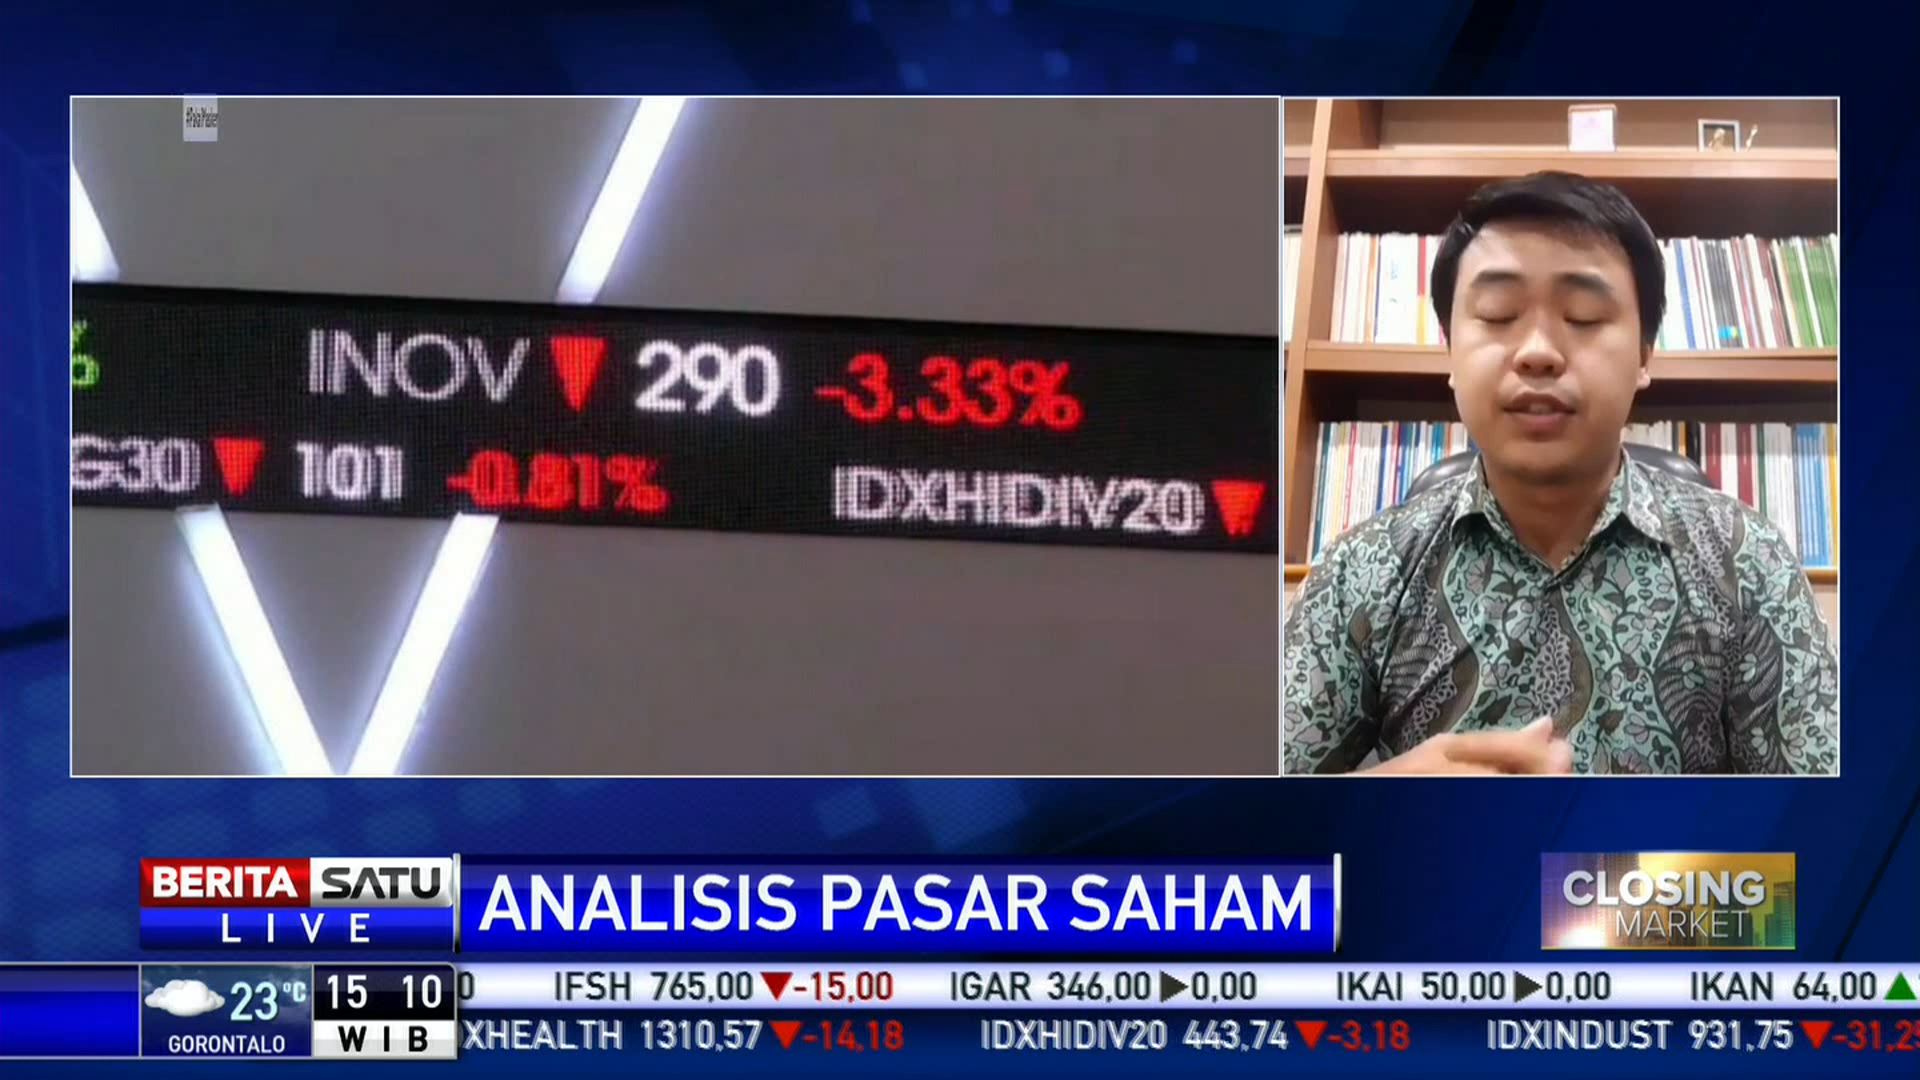 INOV ▼ 290 -3.33%
G30 ▼ 101 -0.81%
IDXHIDIV20 ▼
BERITA SATU
LIVE
ANALISIS PASAR SAHAM
CLOSING
MARKET
23°C
GORONTALO
15 10
WIB
0 IFSH 765,00 ▼-15,00 IGAR 346,00 ▶0,00 IKAI 50,00 ▶0,00 IKAN 64,00 ▲
XHEALTH 1310,57 ▼-14,18 IDXHIDIV20 443,74 ▼-3,18 IDXINDUST 931,75 ▼-31,25